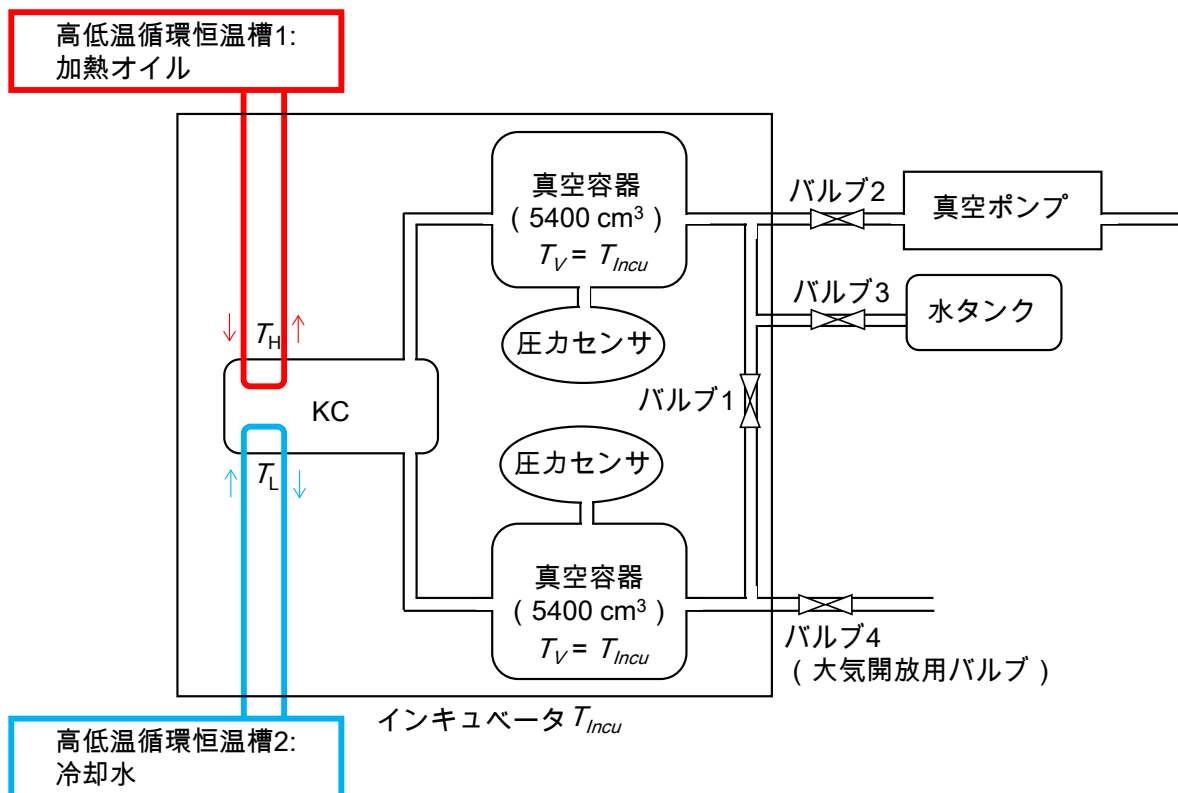 高低温循環恒温槽1:
加熱オイル
真空容器
(5400 cm³)
T_V = T_Incu
バルブ2
真空ポンプ
バルブ3
水タンク
圧力センサ
T_H
KC
バルブ1
圧力センサ
T_L
真空容器
(5400 cm³)
T_V = T_Incu
バルブ4
(大気開放用バルブ)
インキュベータ T_Incu
高低温循環恒温槽2:
冷却水